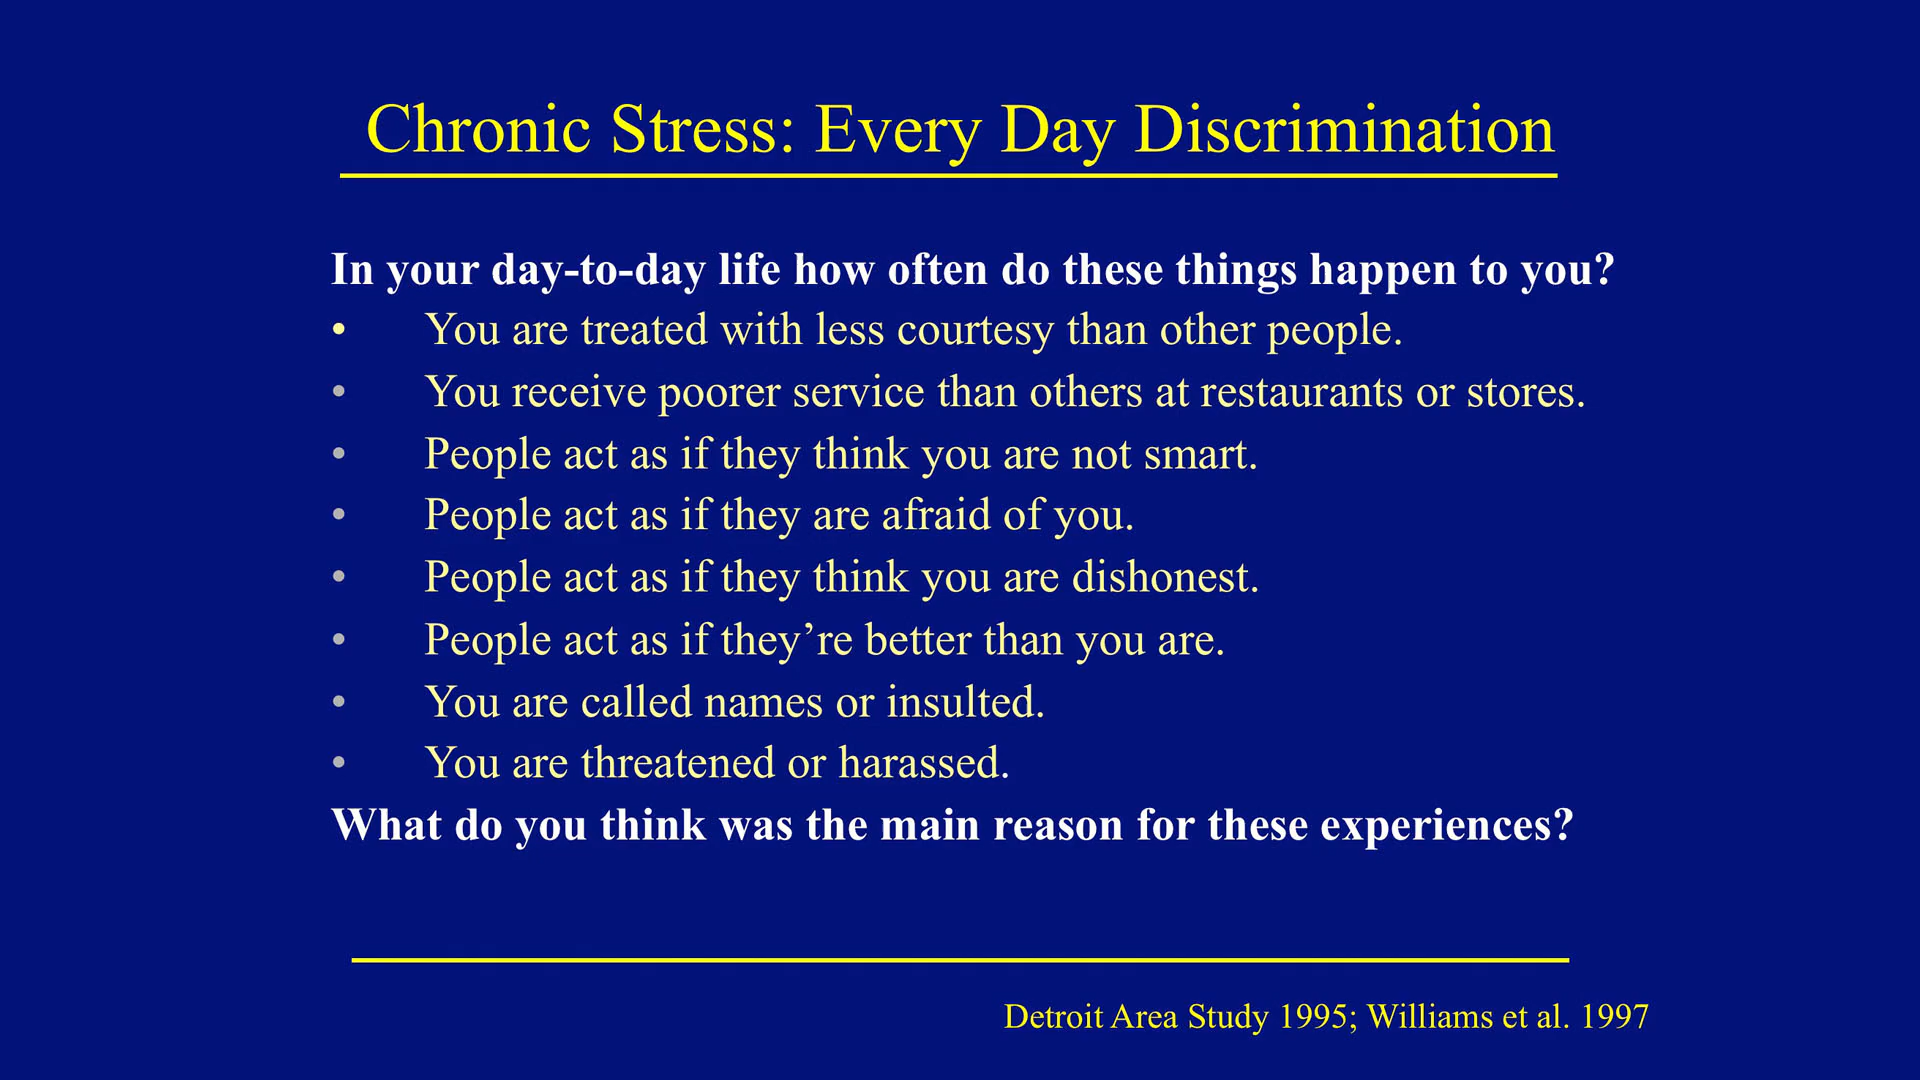 Chronic Stress: Every Day Discrimination
In your day-to-day life how often do these things happen to you?
• You are treated with less courtesy than other people.
• You receive poorer service than others at restaurants or stores.
• People act as if they think you are not smart.
• People act as if they are afraid of you.
• People act as if they think you are dishonest.
• People act as if they’re better than you are.
• You are called names or insulted.
• You are threatened or harassed.
What do you think was the main reason for these experiences?
Detroit Area Study 1995; Williams et al. 1997